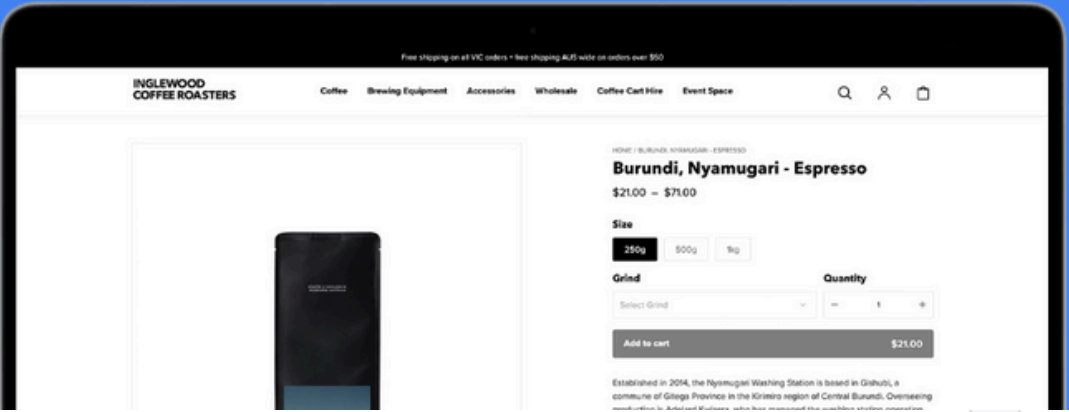 Free shipping on all VIC orders + free shipping AUS wide on orders over $50
INGLEWOOD
COFFEE ROASTERS
Coffee
Brewing Equipment
Accessories
Wholesale
Coffee Cart Hire
Event Space
HOME / BURUNDI, NYAMUGARI - ESPRESSO
Burundi, Nyamugari - Espresso
$21.00 – $71.00
Size
250g
500g
1kg
Grind
Quantity
Select Grind
− 1 +
Add to cart
$21.00
Established in 2014, the Nyamugari Washing Station is based in Gishubi, a
commune of Gitega Province in the Kirimiro region of Central Burundi. Overseeing